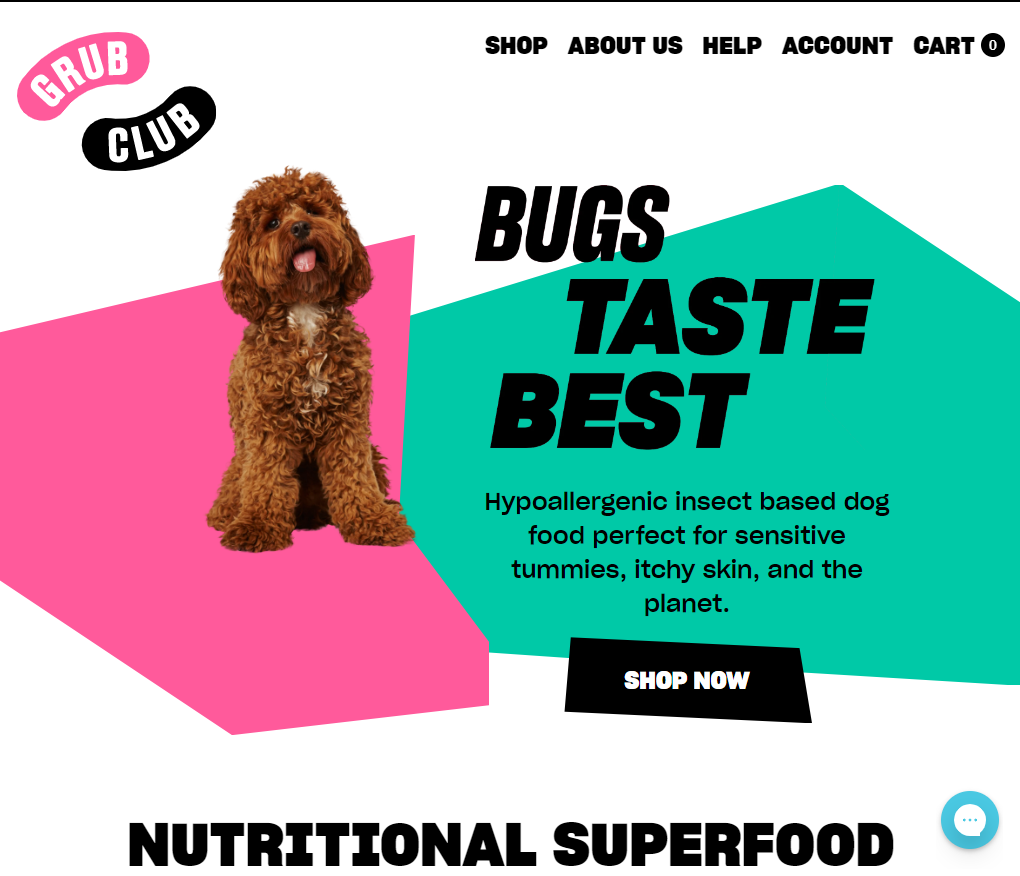 GRUB
CLUB
SHOP ABOUT US HELP ACCOUNT CART 0
BUGS
TASTE
BEST
Hypoallergenic insect based dog
food perfect for sensitive
tummies, itchy skin, and the
planet.
SHOP NOW
NUTRITIONAL SUPERFOOD